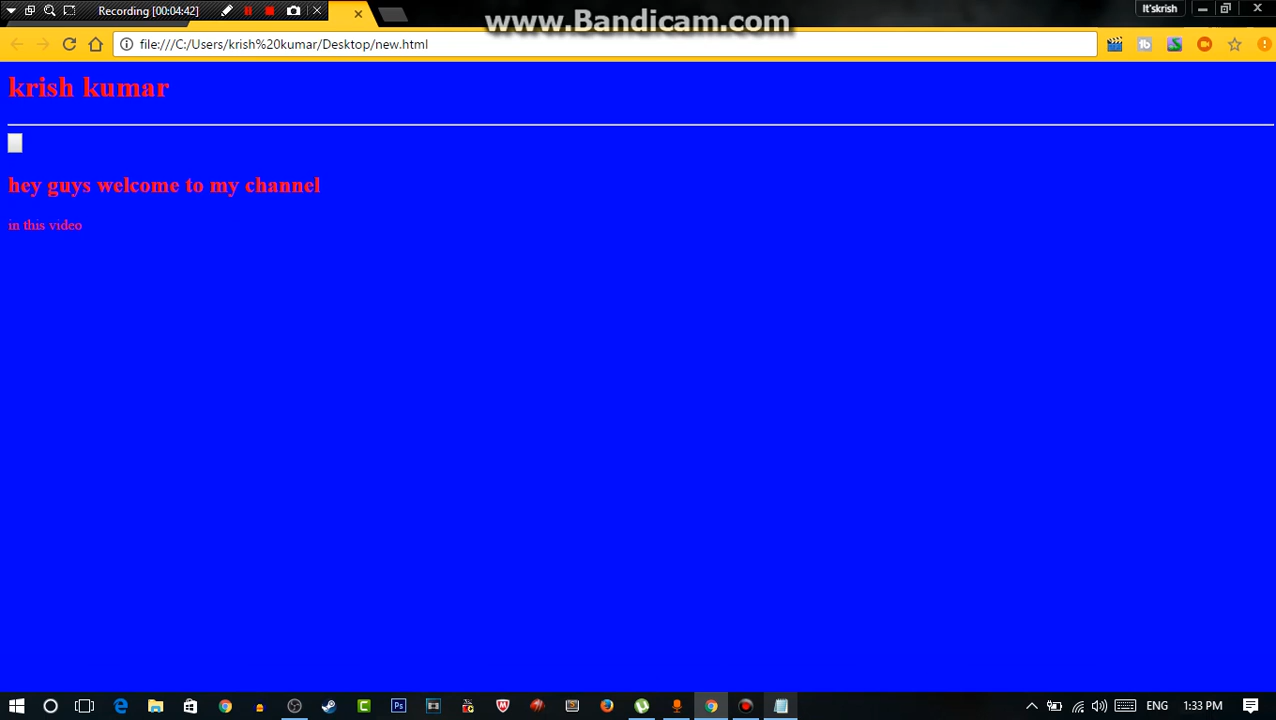 Recording [00:04:42]
www.Bandicam.com
It'skrish
file:///C:/Users/krish%20kumar/Desktop/new.html
krish kumar
hey guys welcome to my channel
in this video
Ps
ENG
1:33 PM